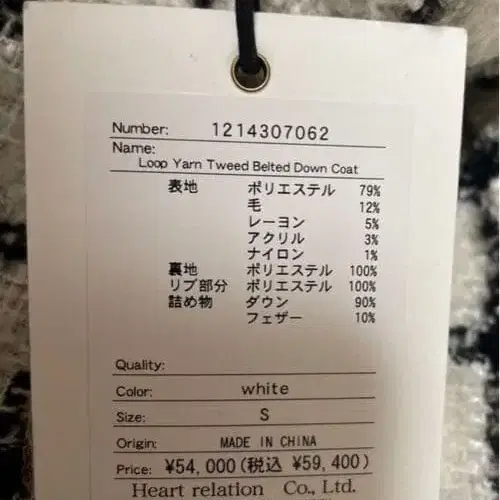 Number: 1214307062
Name:
Loop Yarn Tweed Belted Down Coat
表地 ポリエステル 79%
毛 12%
レーヨン 5%
アクリル 3%
ナイロン 1%
裏地 ポリエステル 100%
リブ部分 ポリエステル 100%
詰め物 ダウン 90%
フェザー 10%
Quality:
Color: white
Size: S
Origin: MADE IN CHINA
Price: ¥54,000(税込 ¥59,400)
Heart relation Co., Ltd.